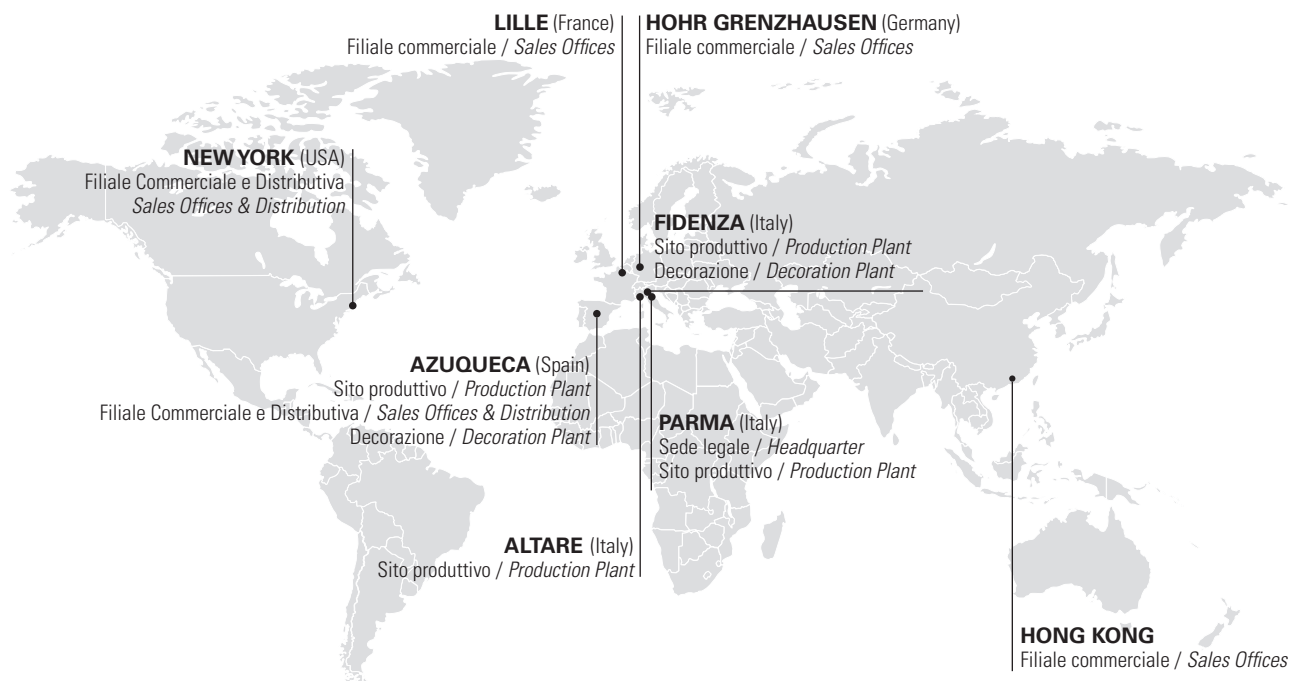 LILLE (France)
Filiale commerciale / Sales Offices
HOHR GRENZHAUSEN (Germany)
Filiale commerciale / Sales Offices
NEW YORK (USA)
Filiale Commerciale e Distributiva
Sales Offices & Distribution
FIDENZA (Italy)
Sito produttivo / Production Plant
Decorazione / Decoration Plant
AZUQUECA (Spain)
Sito produttivo / Production Plant
Filiale Commerciale e Distributiva / Sales Offices & Distribution
Decorazione / Decoration Plant
PARMA (Italy)
Sede legale / Headquarter
Sito produttivo / Production Plant
ALTARE (Italy)
Sito produttivo / Production Plant
HONG KONG
Filiale commerciale / Sales Offices